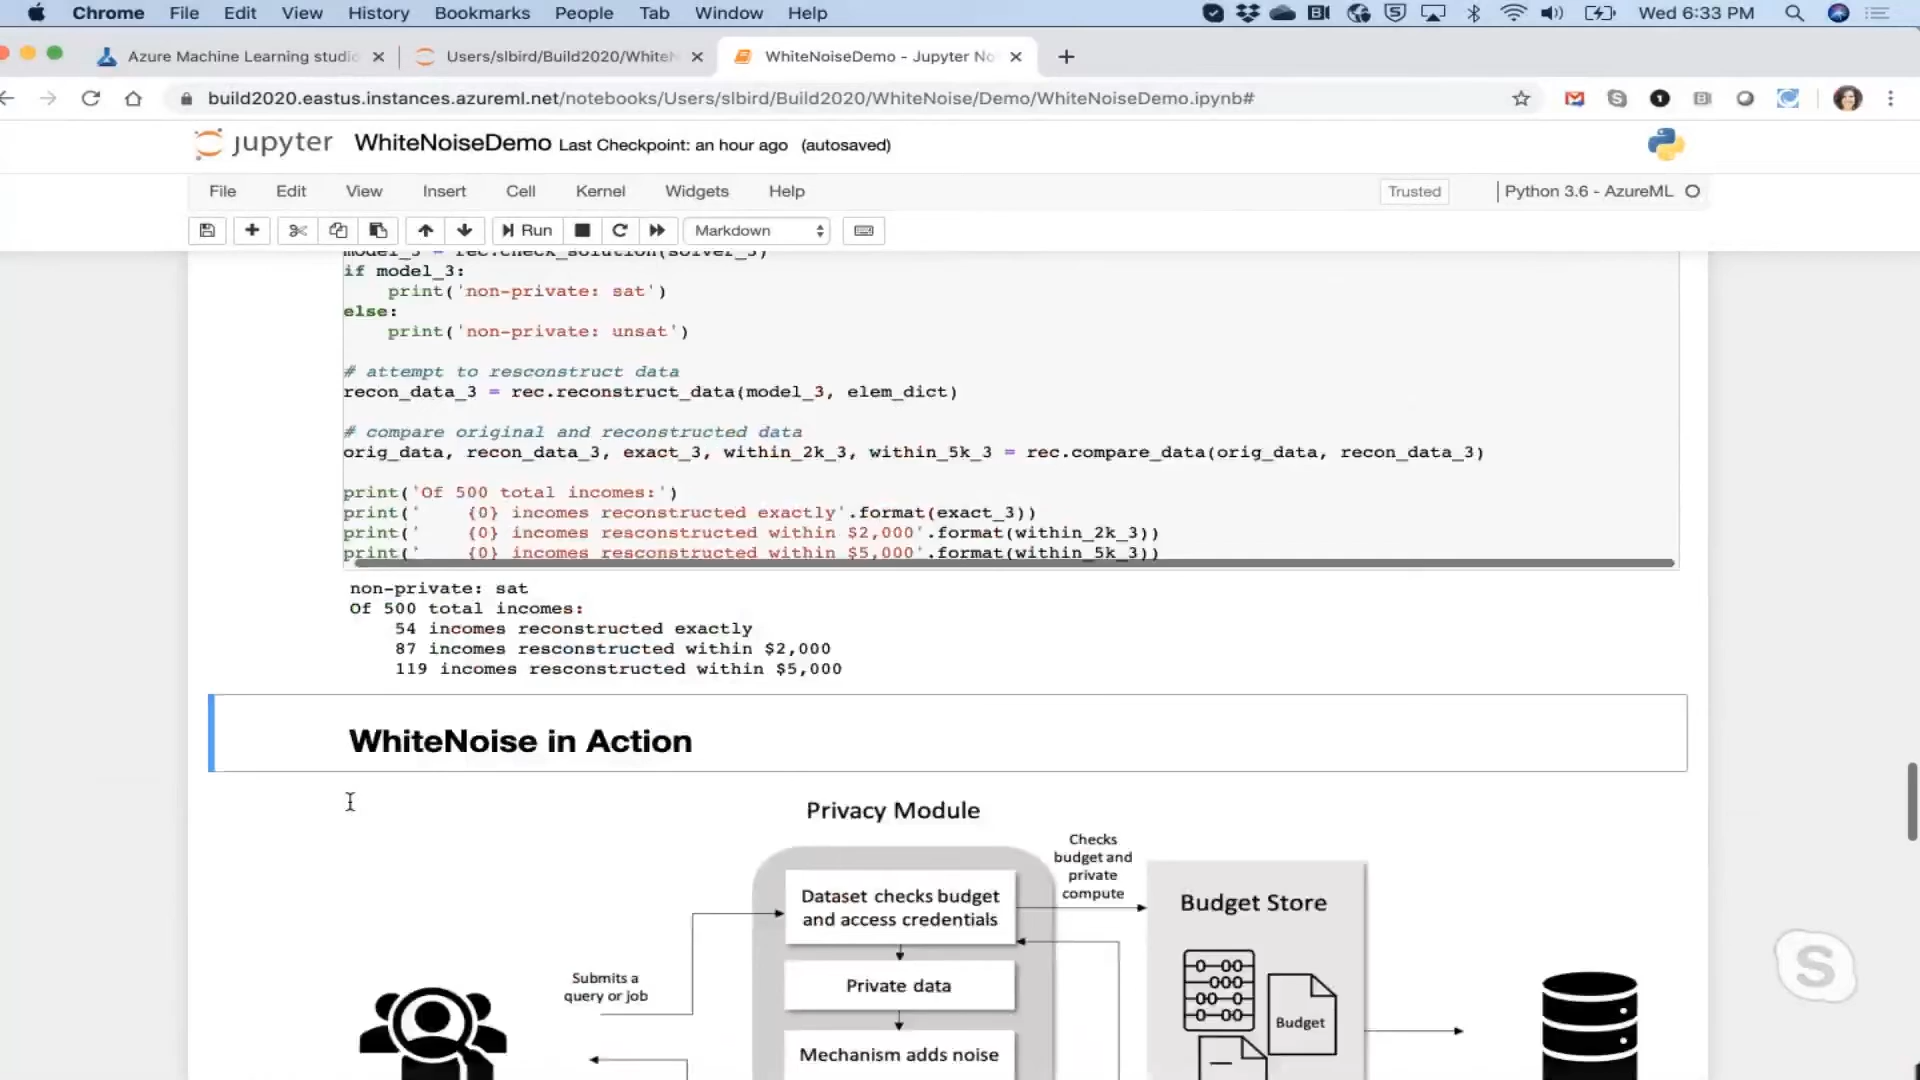 Chrome File Edit View History Bookmarks People Tab Window Help Wed 6:33 PM
Azure Machine Learning studio Users/slbird/Build2020/WhiteN WhiteNoiseDemo - Jupyter No
build2020.eastus.instances.azureml.net/notebooks/Users/slbird/Build2020/WhiteNoise/Demo/WhiteNoiseDemo.ipynb#
jupyter WhiteNoiseDemo Last Checkpoint: an hour ago (autosaved)
File Edit View Insert Cell Kernel Widgets Help Trusted Python 3.6 - AzureML
Run Markdown
model_3 = rec.check_solution(solver_3)
if model_3:
print('non-private: sat')
else:
print('non-private: unsat')
# attempt to resconstruct data
recon_data_3 = rec.reconstruct_data(model_3, elem_dict)
# compare original and reconstructed data
orig_data, recon_data_3, exact_3, within_2k_3, within_5k_3 = rec.compare_data(orig_data, recon_data_3)
print('Of 500 total incomes:')
print('    {0} incomes reconstructed exactly'.format(exact_3))
print('    {0} incomes resconstructed within $2,000'.format(within_2k_3))
print('    {0} incomes resconstructed within $5,000'.format(within_5k_3))
non-private: sat
Of 500 total incomes:
54 incomes reconstructed exactly
87 incomes resconstructed within $2,000
119 incomes resconstructed within $5,000
WhiteNoise in Action
Privacy Module
Checks
budget and
private
compute
Dataset checks budget
and access credentials
Budget Store
Submits a
query or job
Private data
Budget
Mechanism adds noise